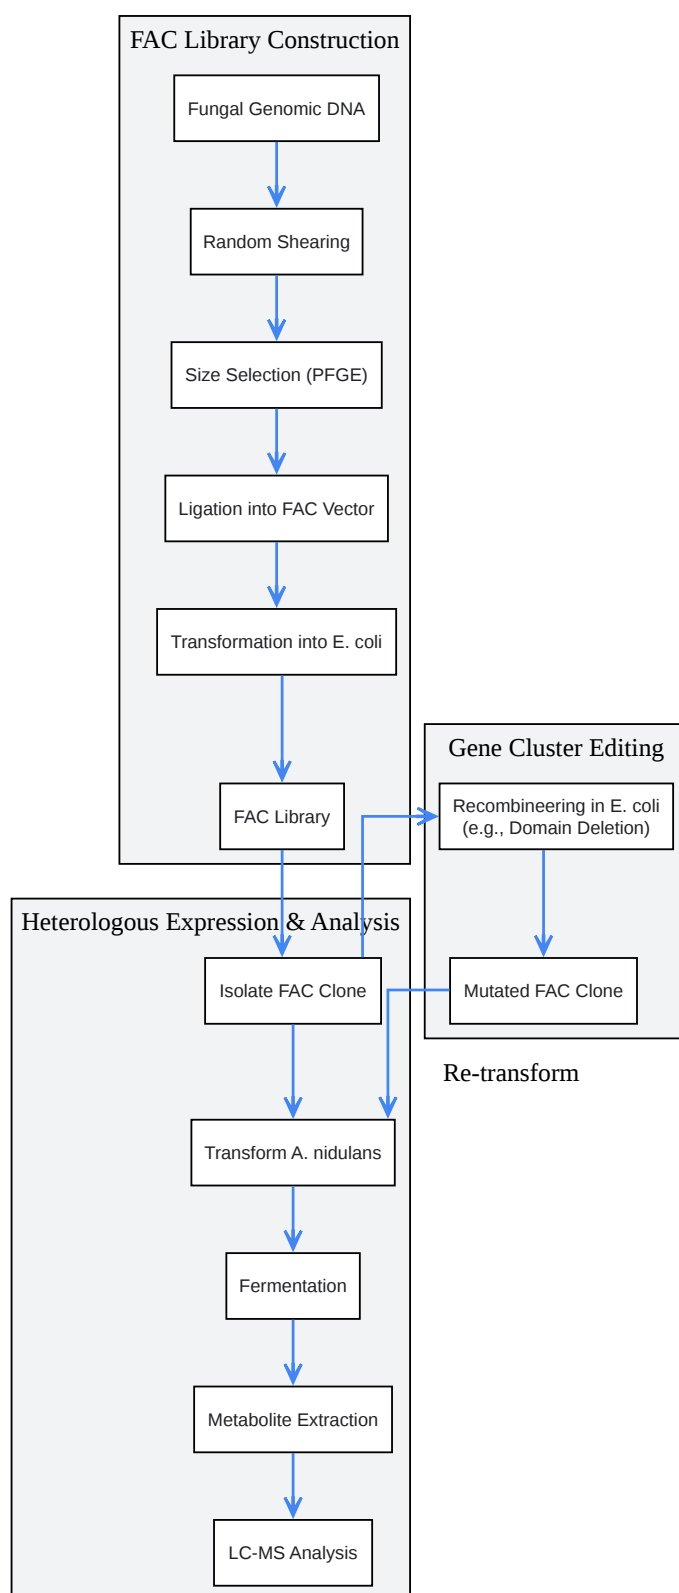 FAC Library Construction
Fungal Genomic DNA
Random Shearing
Size Selection (PFGE)
Ligation into FAC Vector
Transformation into E. coli
FAC Library
Gene Cluster Editing
Recombineering in E. coli
(e.g., Domain Deletion)
Mutated FAC Clone
Re-transform
Heterologous Expression & Analysis
Isolate FAC Clone
Transform A. nidulans
Fermentation
Metabolite Extraction
LC-MS Analysis